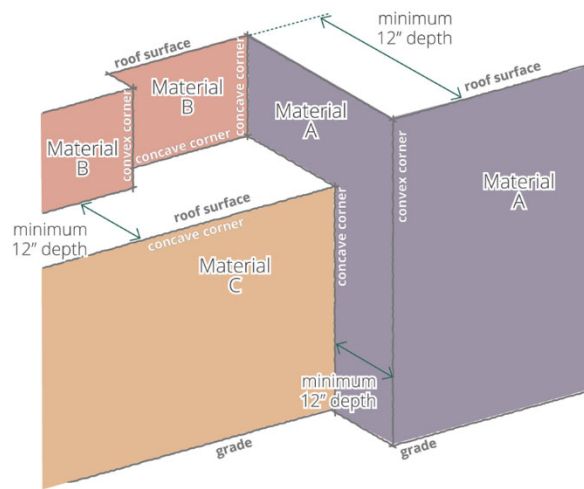 minimum
12” depth
roof surface
roof surface
Material
B
concave corner
Material
A
convex corner
Material
B
concave corner
convex corner
Material
A
minimum
12” depth
roof surface
concave corner
Material
C
concave corner
minimum
12” depth
grade
grade